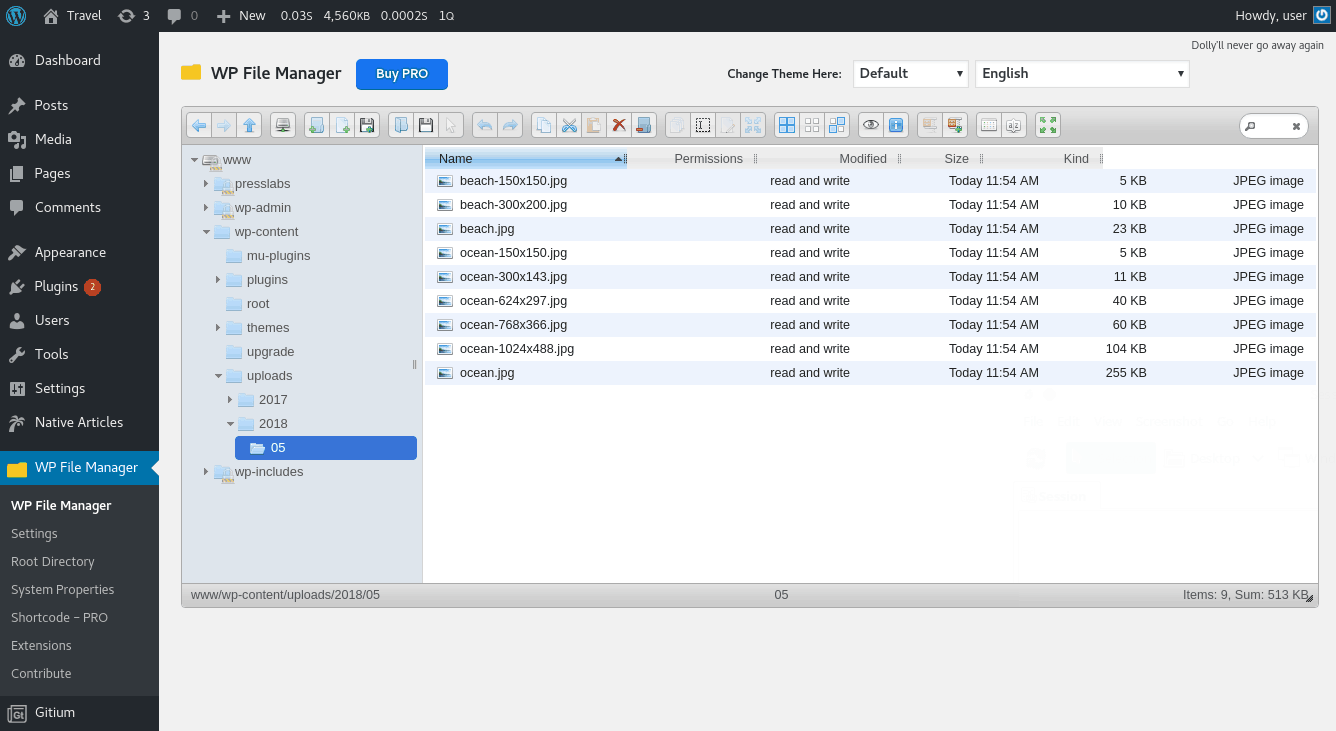 Travel 3 0 New 0.03S 4,560KB 0.0002S 1Q Howdy, user
Dolly'll never go away again
Dashboard
Posts
Media
Pages
Comments
Appearance
Plugins 2
Users
Tools
Settings
Native Articles
WP File Manager
WP File Manager
Settings
Root Directory
System Properties
Shortcode – PRO
Extensions
Contribute
Gitium
WP File Manager Buy PRO Change Theme Here: Default English
www
presslabs
wp-admin
wp-content
mu-plugins
plugins
root
themes
upgrade
uploads
2017
2018
05
wp-includes
Name Permissions Modified Size Kind
beach-150x150.jpg read and write Today 11:54 AM 5 KB JPEG image
beach-300x200.jpg read and write Today 11:54 AM 10 KB JPEG image
beach.jpg read and write Today 11:54 AM 23 KB JPEG image
ocean-150x150.jpg read and write Today 11:54 AM 5 KB JPEG image
ocean-300x143.jpg read and write Today 11:54 AM 11 KB JPEG image
ocean-624x297.jpg read and write Today 11:54 AM 40 KB JPEG image
ocean-768x366.jpg read and write Today 11:54 AM 60 KB JPEG image
ocean-1024x488.jpg read and write Today 11:54 AM 104 KB JPEG image
ocean.jpg read and write Today 11:54 AM 255 KB JPEG image
www/wp-content/uploads/2018/05 05 Items: 9, Sum: 513 KB